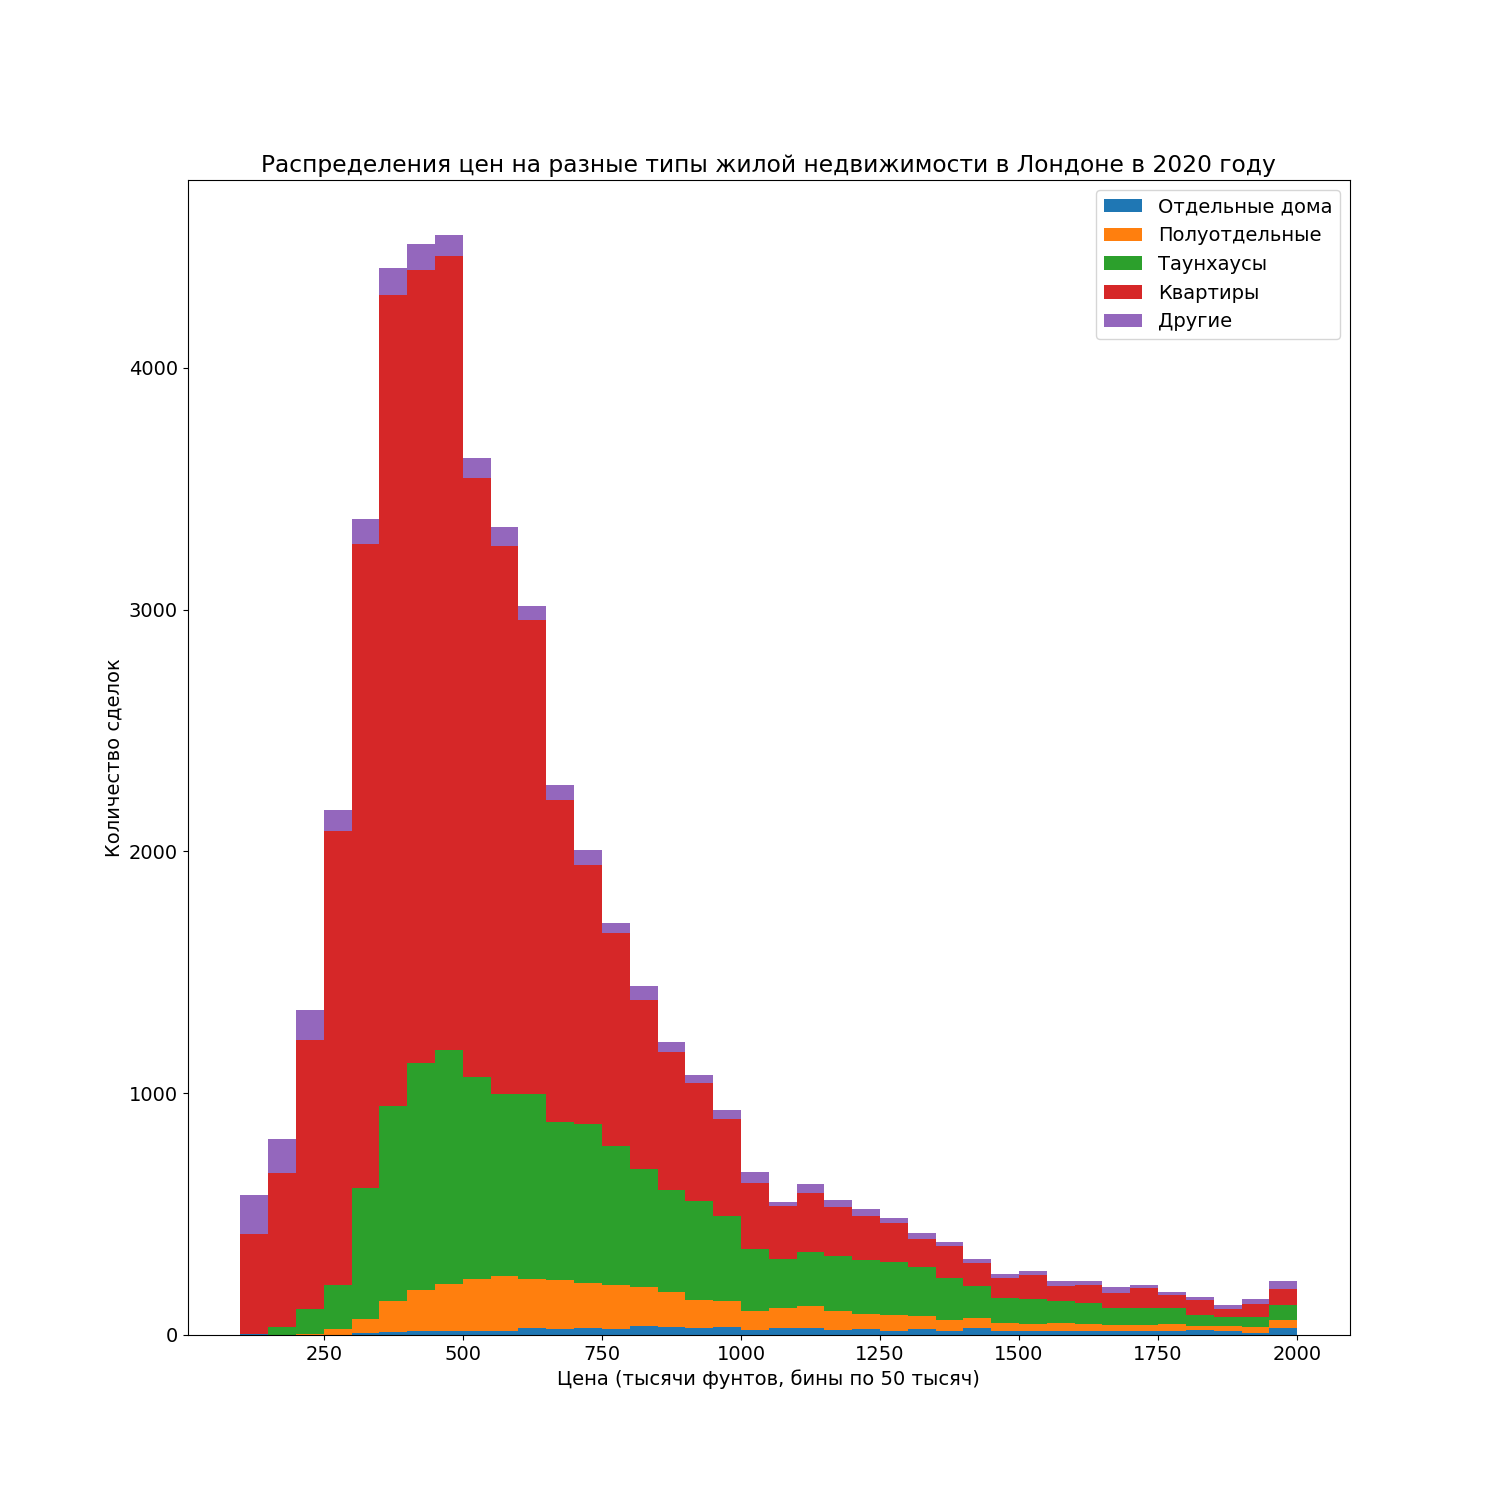 Распределения цен на разные типы жилой недвижимости в Лондоне в 2020 году
Отдельные дома
Полуотдельные
Таунхаусы
Квартиры
Другие
Количество сделок
4000
3000
2000
1000
0
250 500 750 1000 1250 1500 1750 2000
Цена (тысячи фунтов, бины по 50 тысяч)